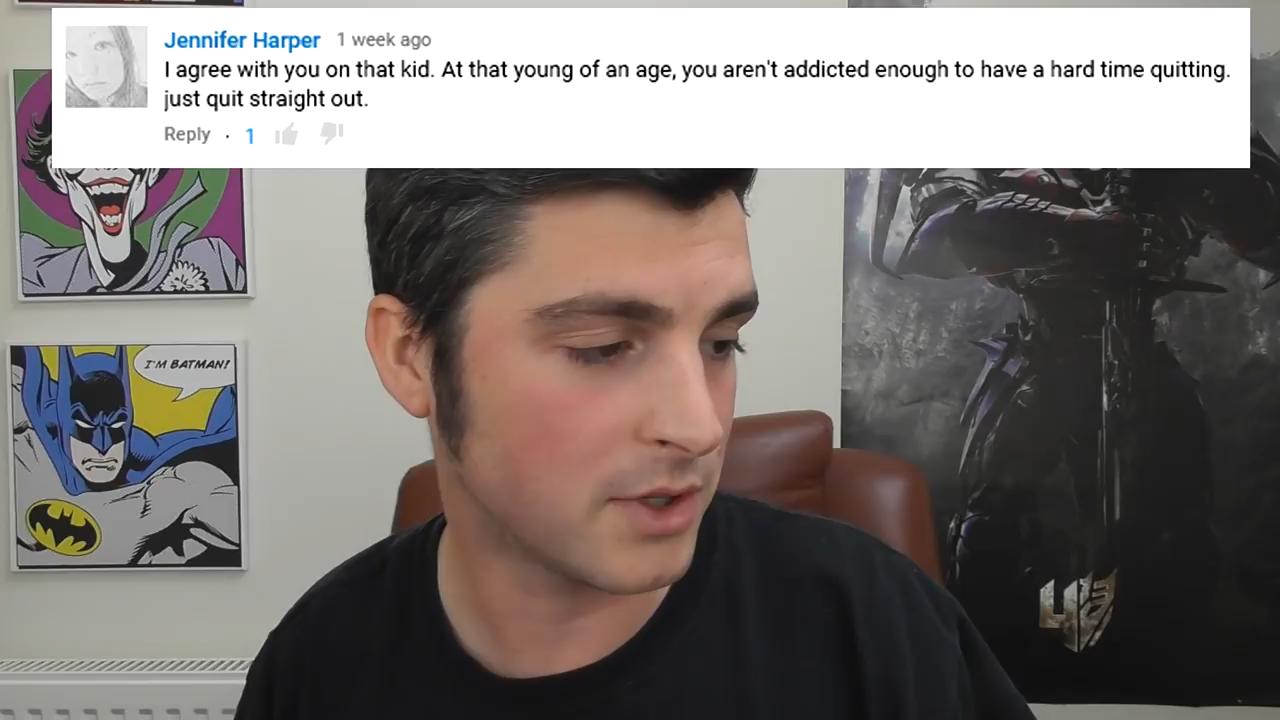 Jennifer Harper 1 week ago
I agree with you on that kid. At that young of an age, you aren't addicted enough to have a hard time quitting.
just quit straight out.
Reply · 1
I'M BATMAN!
4